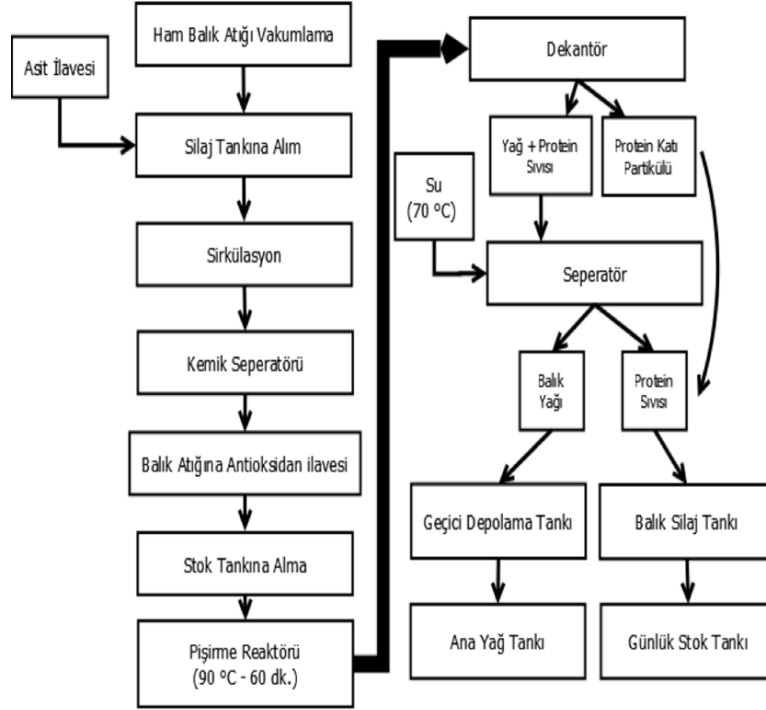 Ham Balık Atığı Vakumlama
Asit İlavesi
Silaj Tankına Alım
Sirkülasyon
Kemik Seperatörü
Balık Atığına Antioksidan ilavesi
Stok Tankına Alma
Pişirme Reaktörü
(90 ºC - 60 dk.)
Dekantör
Yağ + Protein
Sıvısı
Protein Katı
Partikülü
Su
(70 ºC)
Seperatör
Balık
Yağı
Protein
Sıvısı
Geçici Depolama Tankı
Balık Silaj Tankı
Ana Yağ Tankı
Günlük Stok Tankı